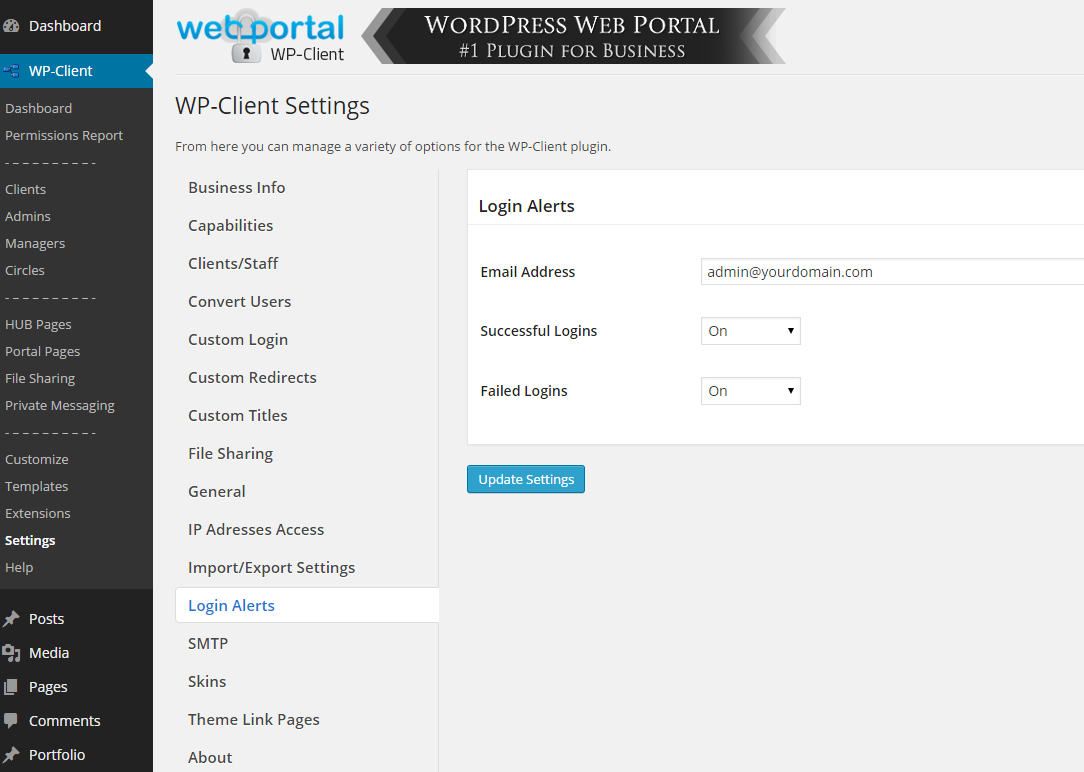 Dashboard
WP-Client
Dashboard
Permissions Report
- - - - - - - - - -
Clients
Admins
Managers
Circles
- - - - - - - - - -
HUB Pages
Portal Pages
File Sharing
Private Messaging
- - - - - - - - - -
Customize
Templates
Extensions
Settings
Help
Posts
Media
Pages
Comments
Portfolio
webportal
WP-Client
WordPress Web Portal
#1 Plugin for Business
WP-Client Settings
From here you can manage a variety of options for the WP-Client plugin.
Business Info
Capabilities
Clients/Staff
Convert Users
Custom Login
Custom Redirects
Custom Titles
File Sharing
General
IP Adresses Access
Import/Export Settings
Login Alerts
SMTP
Skins
Theme Link Pages
About
Login Alerts
Email Address
admin@yourdomain.com
Successful Logins
On
Failed Logins
On
Update Settings